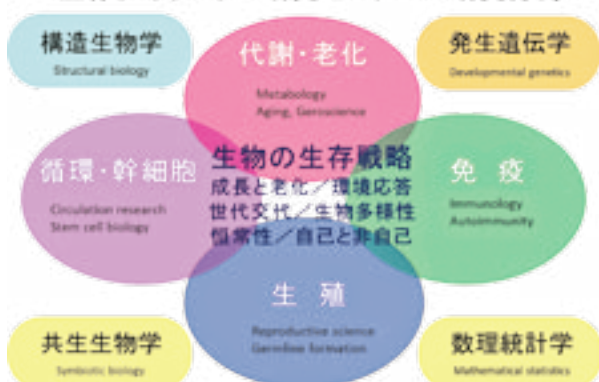 構造生物学
Structural biology
代謝・老化
Metabology
Aging, Geroscience
発生遺伝学
Developmental genetics
循環・幹細胞
Circulation research
Stem cell biology
生物の生存戦略
成長と老化／環境応答
世代交代／生物多様性
恒常性／自己と非自己
免疫
Immunology
Autoimmunity
生殖
Reproductive science
Germline formation
共生生物学
Symbiotic biology
数理統計学
Mathematical statistics